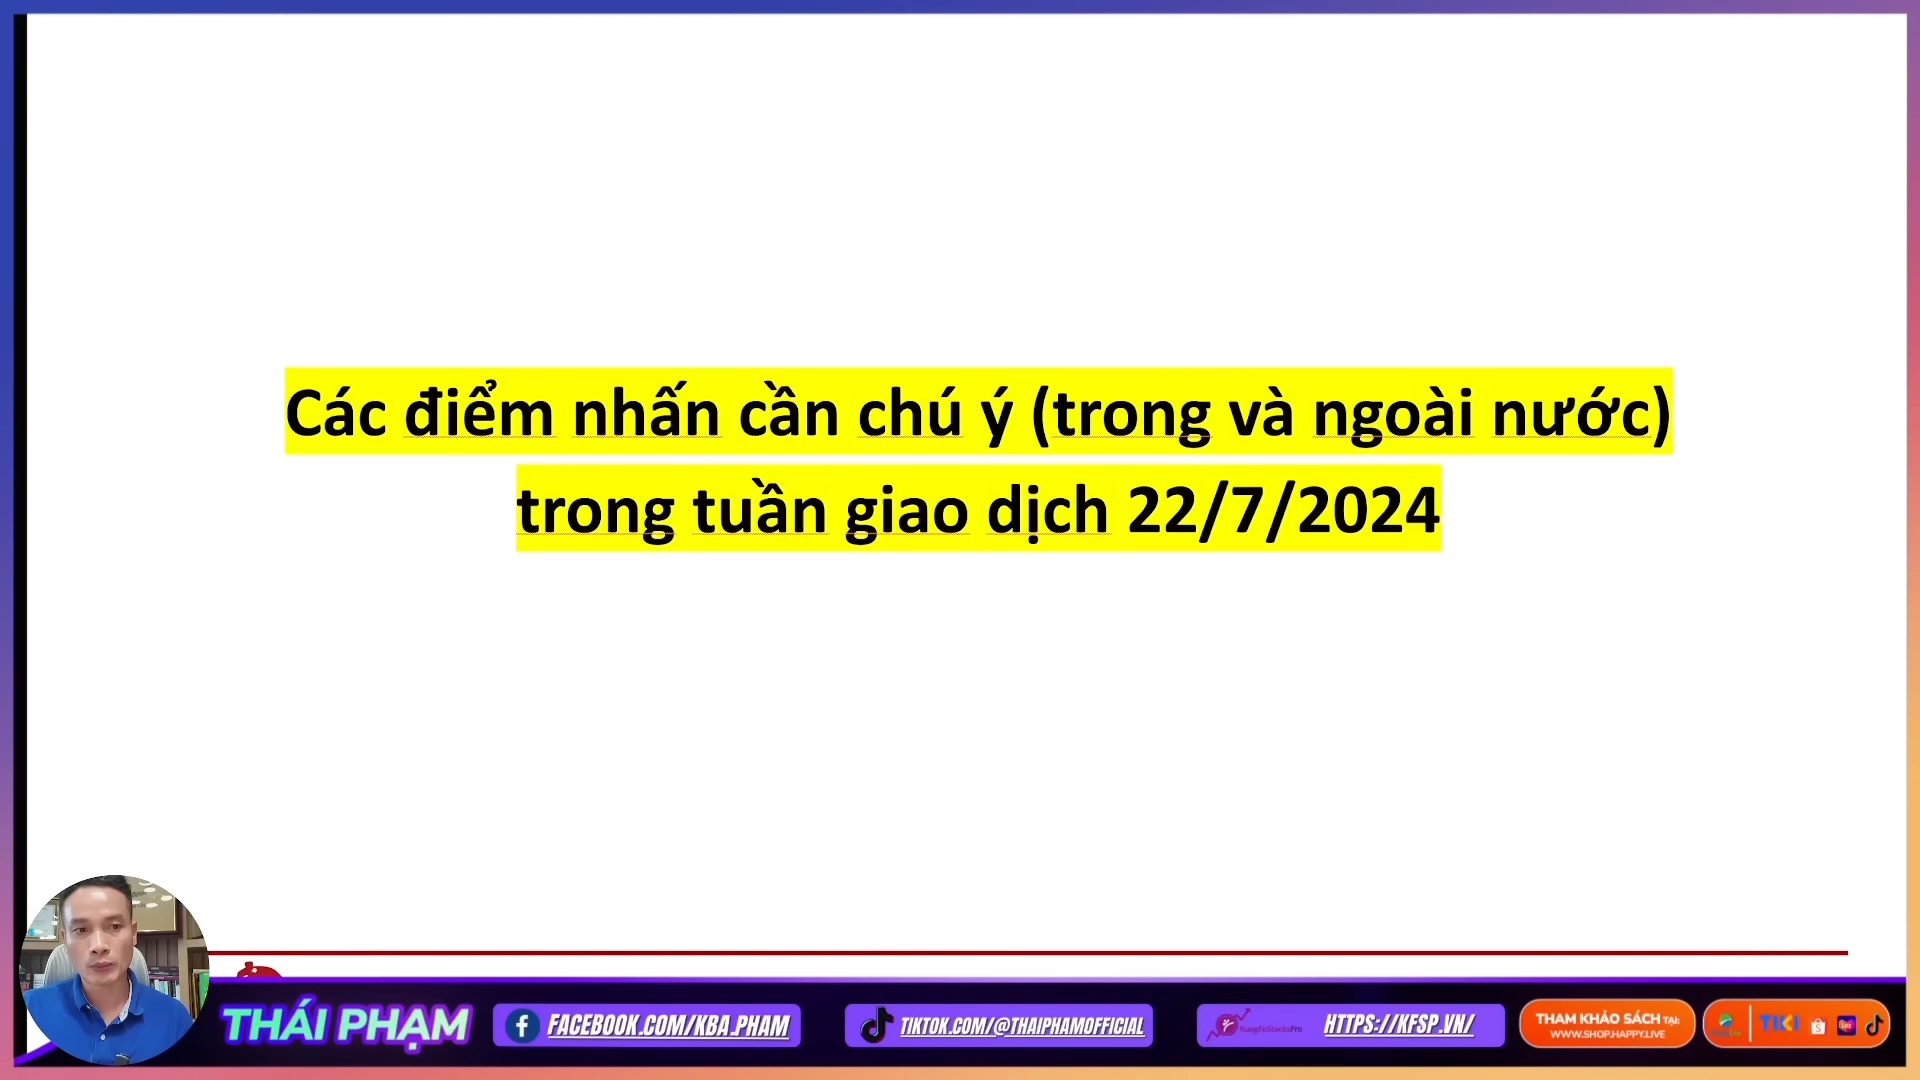 Các điểm nhấn cần chú ý (trong và ngoài nước)
trong tuần giao dịch 22/7/2024
THÁI PHẠM
FACEBOOK.COM/KBA.PHAM
TIKTOK.COM/@THAIPHAMOFFICIAL
KungFuStocksPro
HTTPS://KFSP.VN/
THAM KHẢO SÁCH TẠI:
WWW.SHOP.HAPPY.LIVE
TIKI